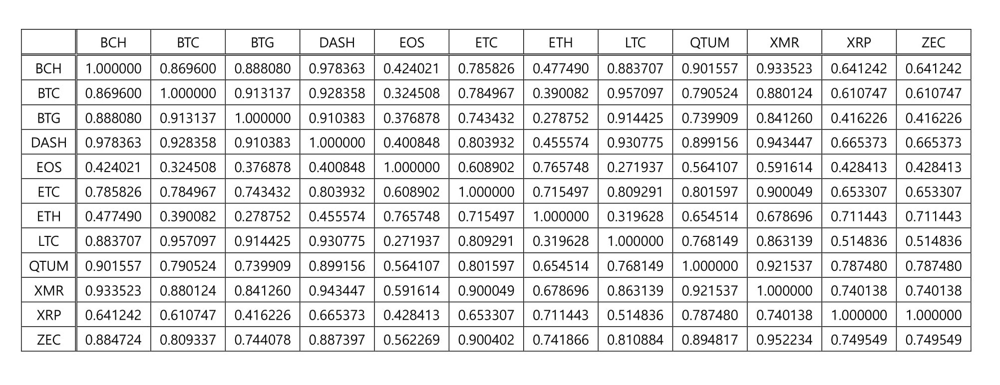 BCH BTC BTG DASH EOS ETC ETH LTC QTUM XMR XRP ZEC
BCH 1.000000 0.869600 0.888080 0.978363 0.424021 0.785826 0.477490 0.883707 0.901557 0.933523 0.641242 0.641242
BTC 0.869600 1.000000 0.913137 0.928358 0.324508 0.784967 0.390082 0.957097 0.790524 0.880124 0.610747 0.610747
BTG 0.888080 0.913137 1.000000 0.910383 0.376878 0.743432 0.278752 0.914425 0.739909 0.841260 0.416226 0.416226
DASH 0.978363 0.928358 0.910383 1.000000 0.400848 0.803932 0.455574 0.930775 0.899156 0.943447 0.665373 0.665373
EOS 0.424021 0.324508 0.376878 0.400848 1.000000 0.608902 0.765748 0.271937 0.564107 0.591614 0.428413 0.428413
ETC 0.785826 0.784967 0.743432 0.803932 0.608902 1.000000 0.715497 0.809291 0.801597 0.900049 0.653307 0.653307
ETH 0.477490 0.390082 0.278752 0.455574 0.765748 0.715497 1.000000 0.319628 0.654514 0.678696 0.711443 0.711443
LTC 0.883707 0.957097 0.914425 0.930775 0.271937 0.809291 0.319628 1.000000 0.768149 0.863139 0.514836 0.514836
QTUM 0.901557 0.790524 0.739909 0.899156 0.564107 0.801597 0.654514 0.768149 1.000000 0.921537 0.787480 0.787480
XMR 0.933523 0.880124 0.841260 0.943447 0.591614 0.900049 0.678696 0.863139 0.921537 1.000000 0.740138 0.740138
XRP 0.641242 0.610747 0.416226 0.665373 0.428413 0.653307 0.711443 0.514836 0.787480 0.740138 1.000000 1.000000
ZEC 0.884724 0.809337 0.744078 0.887397 0.562269 0.900402 0.741866 0.810884 0.894817 0.952234 0.749549 0.749549